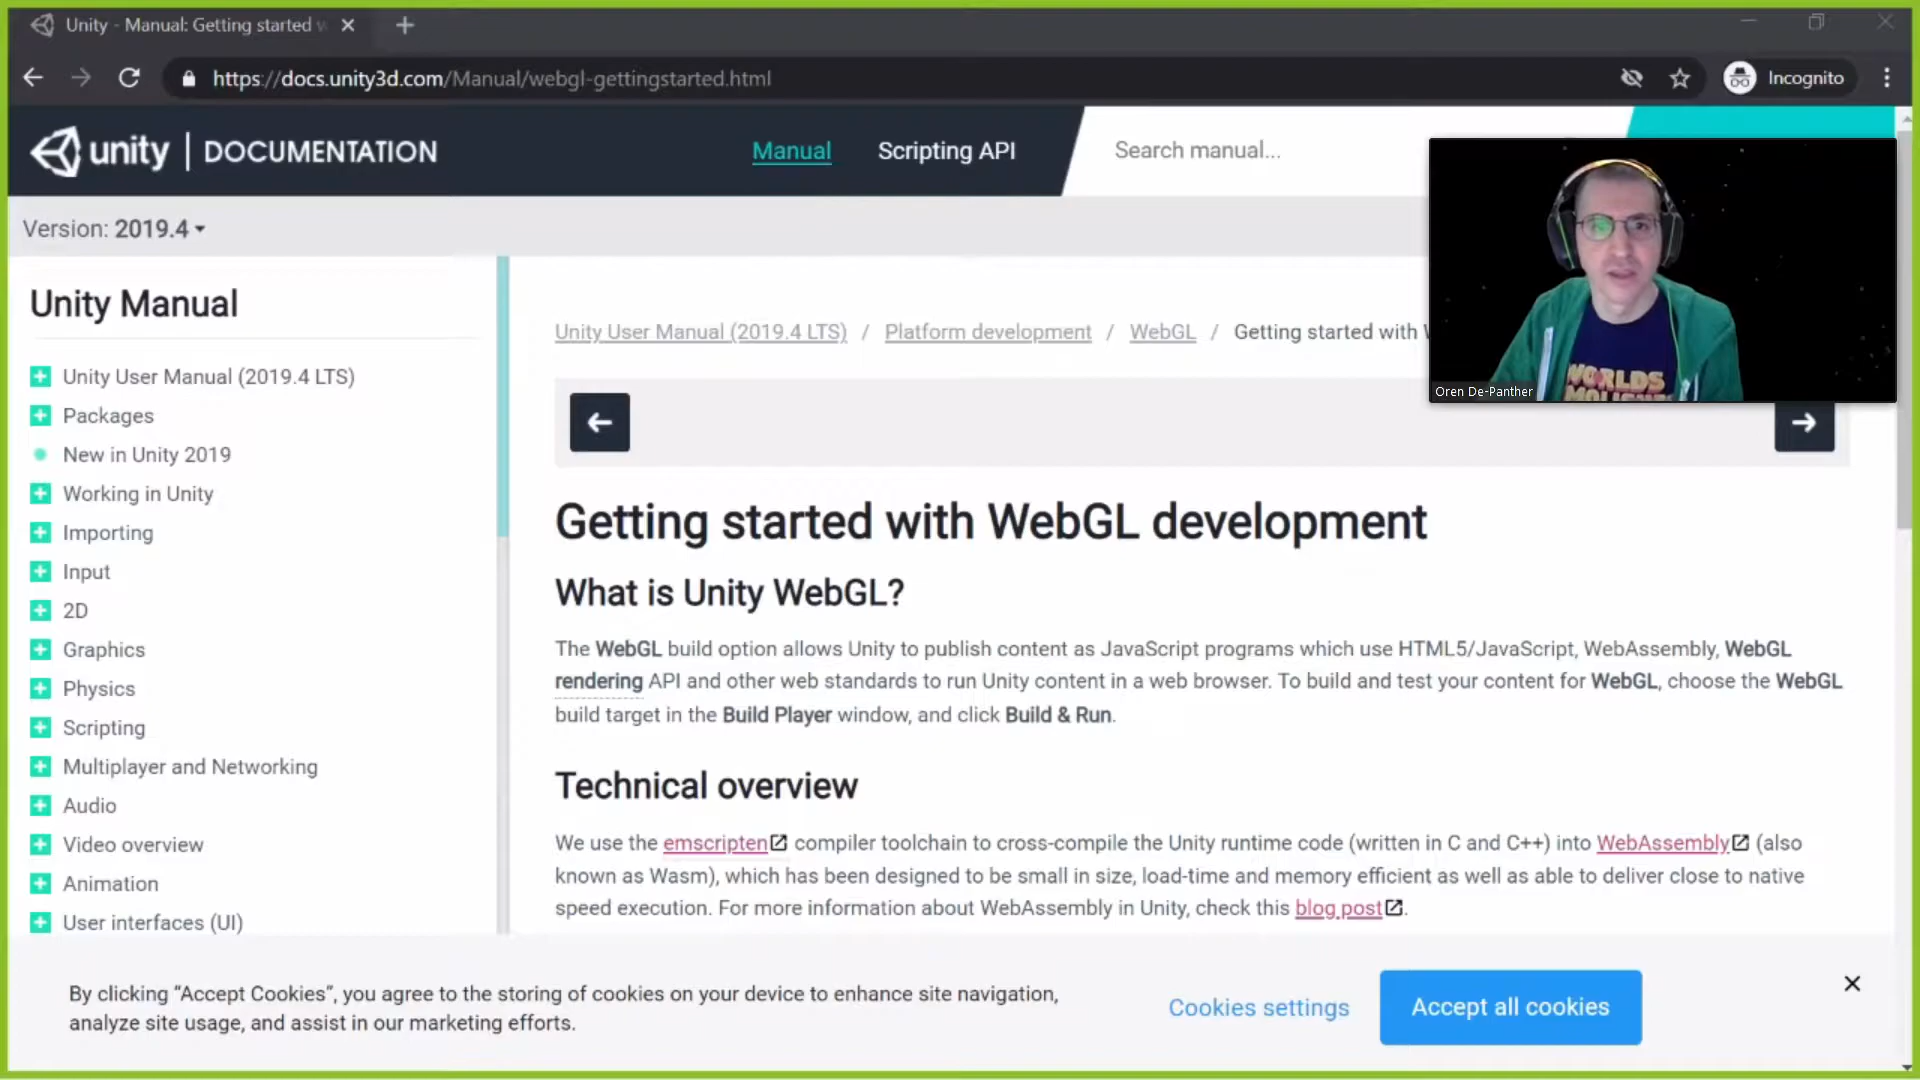 Unity - Manual: Getting started
https://docs.unity3d.com/Manual/webgl-gettingstarted.html
Incognito
unity | DOCUMENTATION
Manual
Scripting API
Search manual...
Version: 2019.4
Unity Manual
Unity User Manual (2019.4 LTS)
Packages
New in Unity 2019
Working in Unity
Importing
Input
2D
Graphics
Physics
Scripting
Multiplayer and Networking
Audio
Video overview
Animation
User interfaces (UI)
Unity User Manual (2019.4 LTS) / Platform development / WebGL / Getting started with
WORLDS
Oren De-Panther
Getting started with WebGL development
What is Unity WebGL?
The WebGL build option allows Unity to publish content as JavaScript programs which use HTML5/JavaScript, WebAssembly, WebGL
rendering API and other web standards to run Unity content in a web browser. To build and test your content for WebGL, choose the WebGL
build target in the Build Player window, and click Build & Run.
Technical overview
We use the emscripten compiler toolchain to cross-compile the Unity runtime code (written in C and C++) into WebAssembly (also
known as Wasm), which has been designed to be small in size, load-time and memory efficient as well as able to deliver close to native
speed execution. For more information about WebAssembly in Unity, check this blog post.
By clicking “Accept Cookies”, you agree to the storing of cookies on your device to enhance site navigation,
analyze site usage, and assist in our marketing efforts.
Cookies settings
Accept all cookies